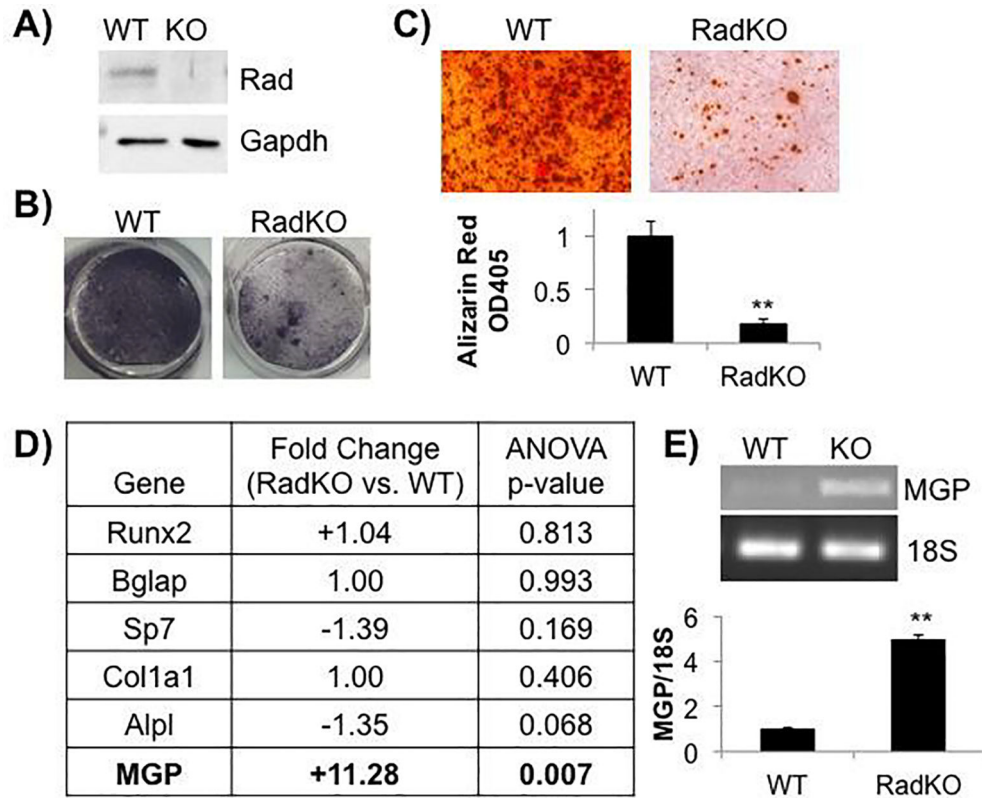 A)
WT KO
Rad
Gapdh
B)
WT RadKO
C)
WT RadKO
Alizarin Red
OD405
1
0.5
0
**
WT RadKO
D)
Gene Fold Change (RadKO vs. WT) ANOVA p-value
Runx2 +1.04 0.813
Bglap 1.00 0.993
Sp7 -1.39 0.169
Col1a1 1.00 0.406
Alpl -1.35 0.068
MGP +11.28 0.007
E)
WT KO
MGP
18S
MGP/18S
6
4
2
0
**
WT RadKO